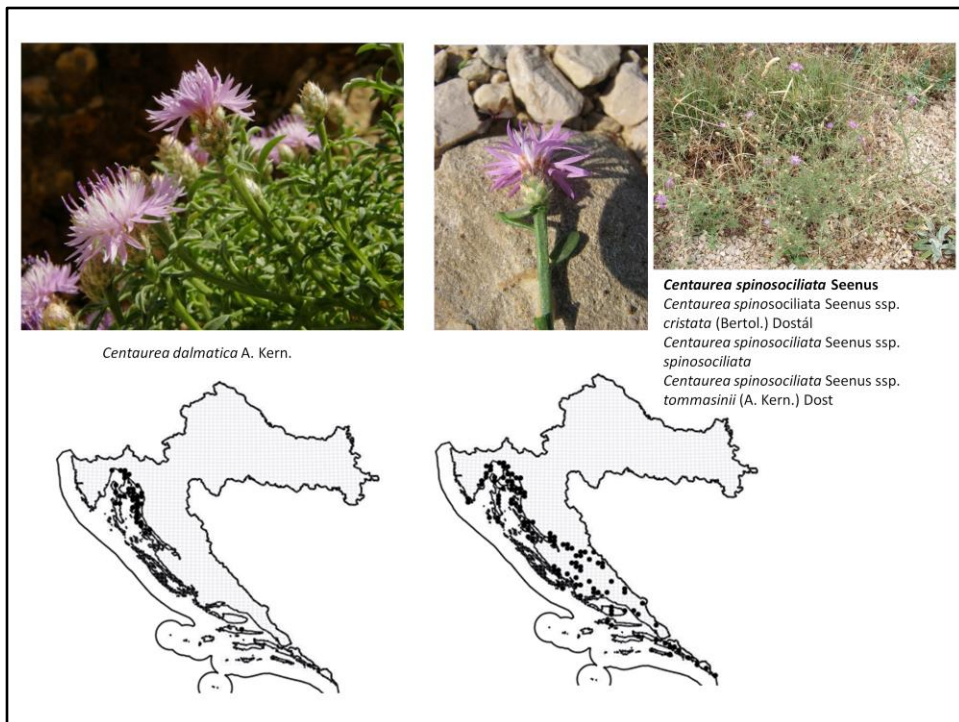 Centaurea dalmatica A. Kern.
Centaurea spinosociliata Seenus
Centaurea spinosociliata Seenus ssp.
cristata (Bertol.) Dostál
Centaurea spinosociliata Seenus ssp.
spinosociliata
Centaurea spinosociliata Seenus ssp.
tommasinii (A. Kern.) Dost